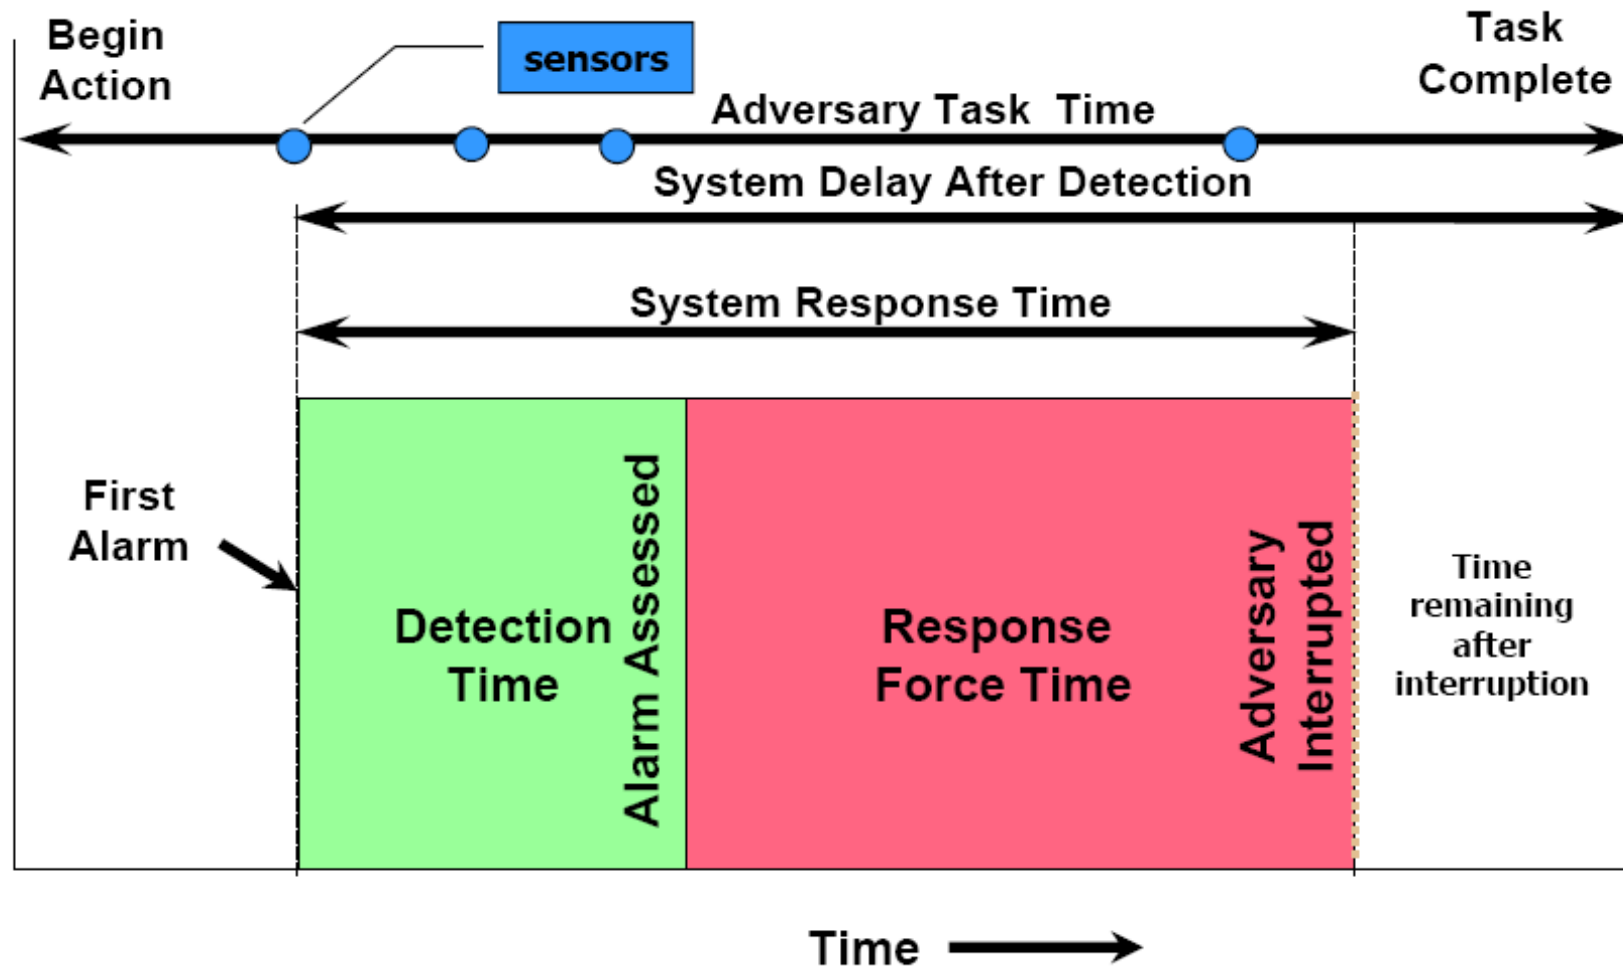 Begin
Action
sensors
Task
Complete
Adversary Task Time
System Delay After Detection
System Response Time
First
Alarm
Detection
Time
Alarm Assessed
Response
Force Time
Adversary
Interrupted
Time
remaining
after
interruption
Time